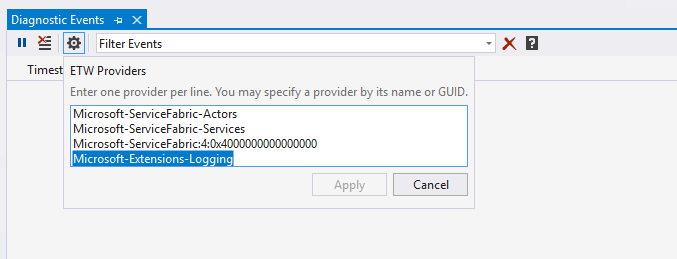 Diagnostic Events
Filter Events
Timest
ETW Providers
Enter one provider per line. You may specify a provider by its name or GUID.
Microsoft-ServiceFabric-Actors
Microsoft-ServiceFabric-Services
Microsoft-ServiceFabric:4:0x4000000000000000
Microsoft-Extensions-Logging
Apply
Cancel